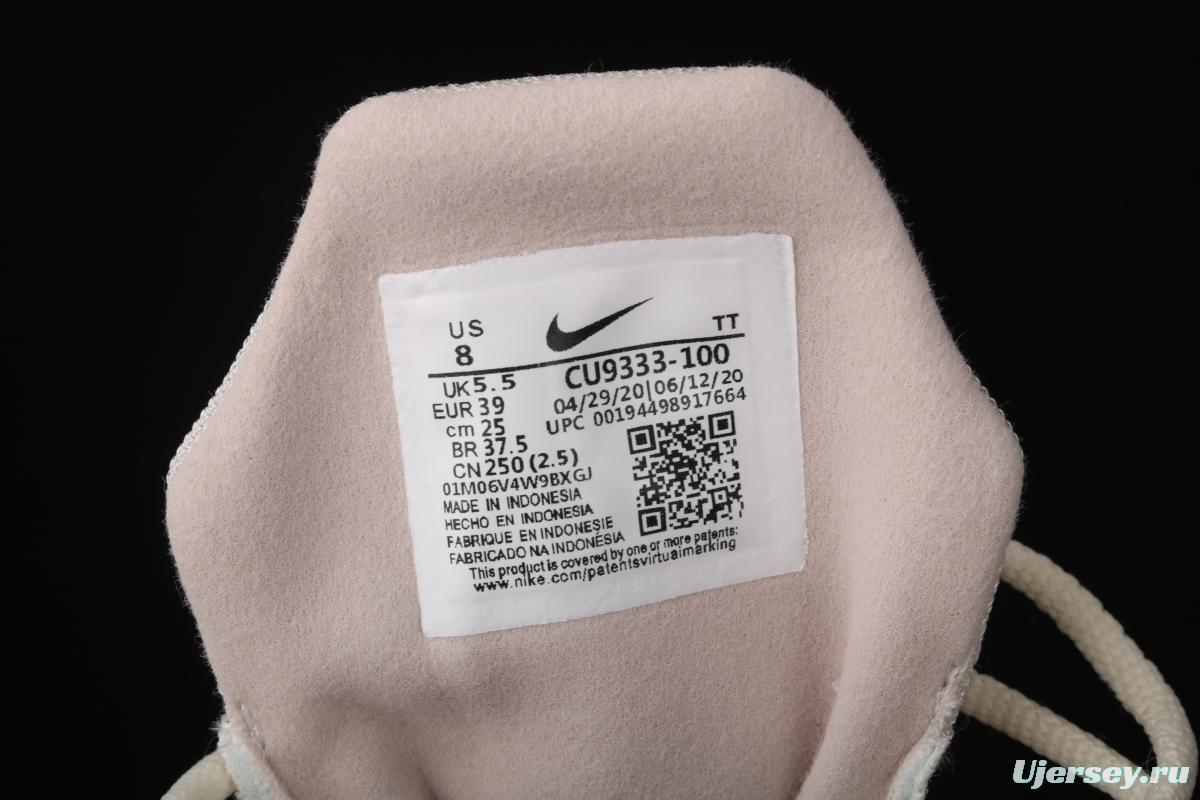 US
8
TT
CU9333-100
UK 5.5
04/29/20|06/12/20
EUR 39
UPC 00194498917664
cm 25
BR 37.5
CN 250 (2.5)
01M06V4W9BXGJ
MADE IN INDONESIA
HECHO EN INDONESIA
FABRIQUE EN INDONESIE
FABRICADO NA INDONÉSIA
This product is covered by one or more patents:
www.nike.com/patentsvirtuaimarking
Ujersey.ru